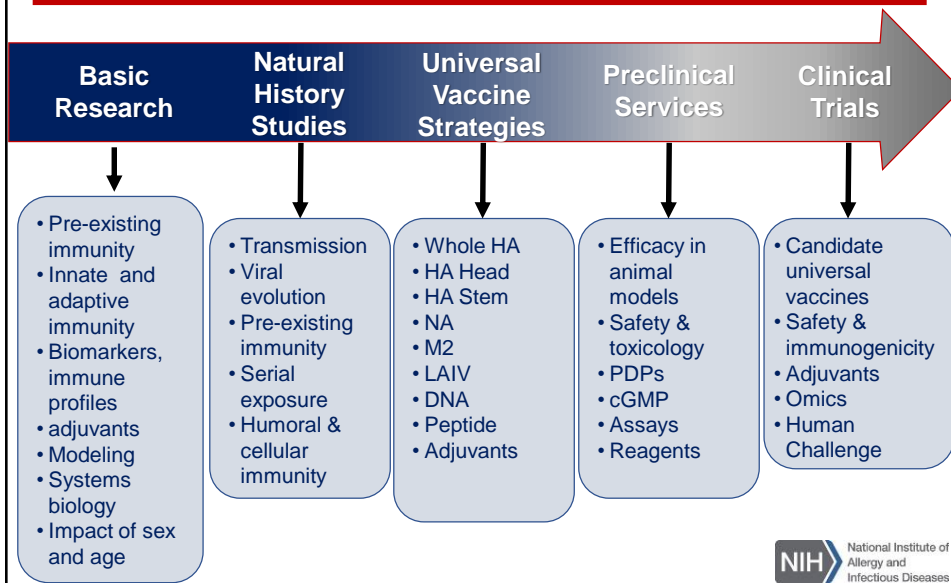 Basic
Research
Natural
History
Studies
Universal
Vaccine
Strategies
Preclinical
Services
Clinical
Trials
• Pre-existing
immunity
• Innate and
adaptive
immunity
• Biomarkers,
immune
profiles
• adjuvants
• Modeling
• Systems
biology
• Impact of sex
and age
• Transmission
• Viral
evolution
• Pre-existing
immunity
• Serial
exposure
• Humoral &
cellular
immunity
• Whole HA
• HA Head
• HA Stem
• NA
• M2
• LAIV
• DNA
• Peptide
• Adjuvants
• Efficacy in
animal
models
• Safety &
toxicology
• PDPs
• cGMP
• Assays
• Reagents
• Candidate
universal
vaccines
• Safety &
immunogenicity
• Adjuvants
• Omics
• Human
Challenge
NIH
National Institute of
Allergy and
Infectious Diseases